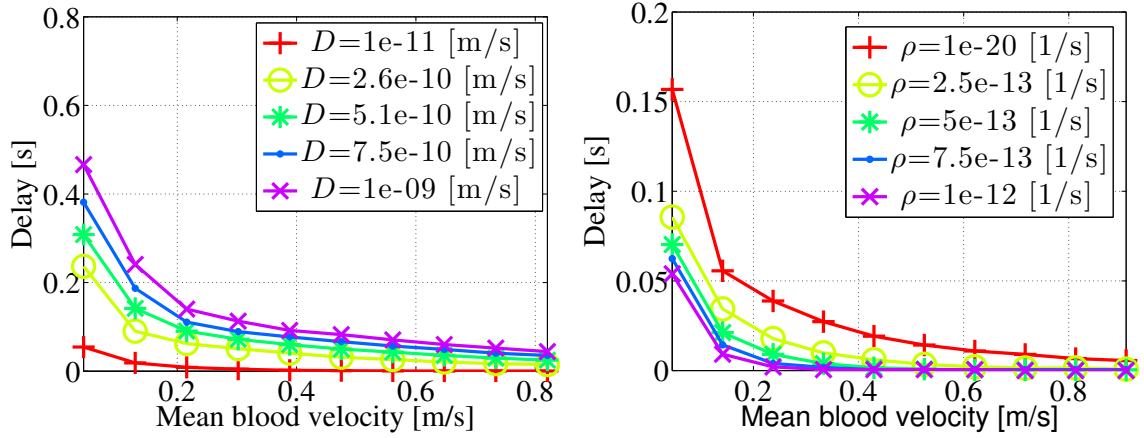 0.8
0.6
0.4
0.2
0
Delay [s]
D=1e-11 [m/s]
D=2.6e-10 [m/s]
D=5.1e-10 [m/s]
D=7.5e-10 [m/s]
D=1e-09 [m/s]
0.2 0.4 0.6 0.8
Mean blood velocity [m/s]
0.2
0.15
0.1
0.05
0
Delay [s]
ρ=1e-20 [1/s]
ρ=2.5e-13 [1/s]
ρ=5e-13 [1/s]
ρ=7.5e-13 [1/s]
ρ=1e-12 [1/s]
0.2 0.4 0.6 0.8
Mean blood velocity [m/s]